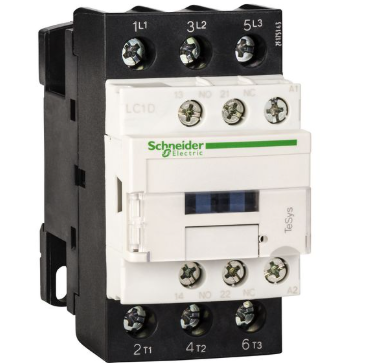 1L1 3L2 5L3
13 NO 21 NC A1
LC1D
Schneider
Electric
TeSys
14 NO 22 NC A2
2T1 4T2 6T3